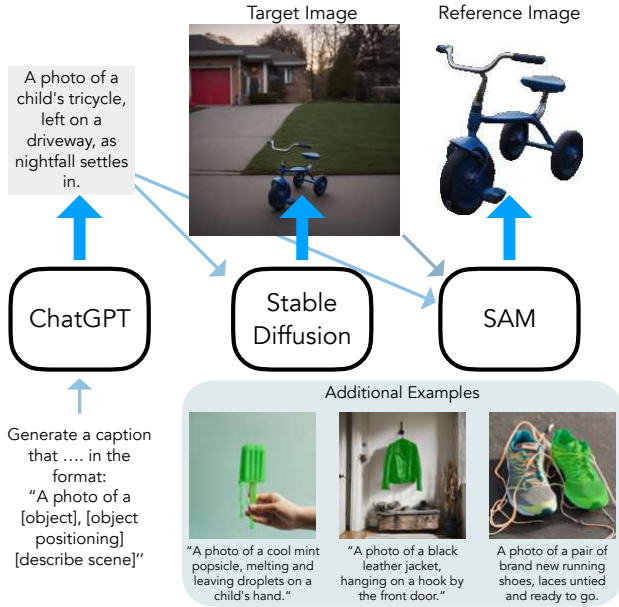 Target Image
Reference Image
A photo of a
child's tricycle,
left on a
driveway, as
nightfall settles
in.
ChatGPT
Stable
Diffusion
SAM
Generate a caption
that .... in the
format:
“A photo of a
[object], [object
positioning]
[describe scene]’’
Additional Examples
“A photo of a cool mint
popsicle, melting and
leaving droplets on a
child's hand.”
“A photo of a black
leather jacket,
hanging on a hook by
the front door.”
A photo of a pair of
brand new running
shoes, laces untied
and ready to go.